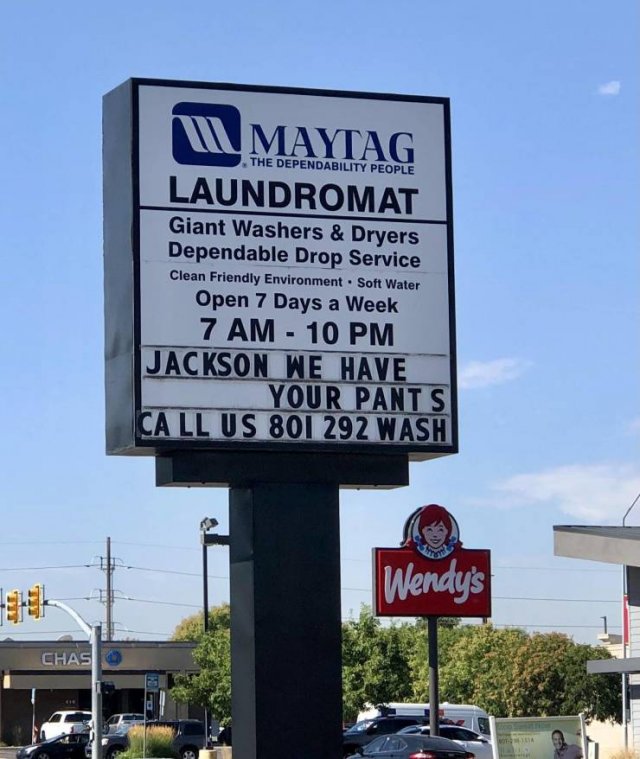 MAYTAG
THE DEPENDABILITY PEOPLE
LAUNDROMAT
Giant Washers & Dryers
Dependable Drop Service
Clean Friendly Environment • Soft Water
Open 7 Days a Week
7 AM - 10 PM
JACKSON WE HAVE
YOUR PANTS
CALL US 801 292 WASH
Wendy's
CHASE